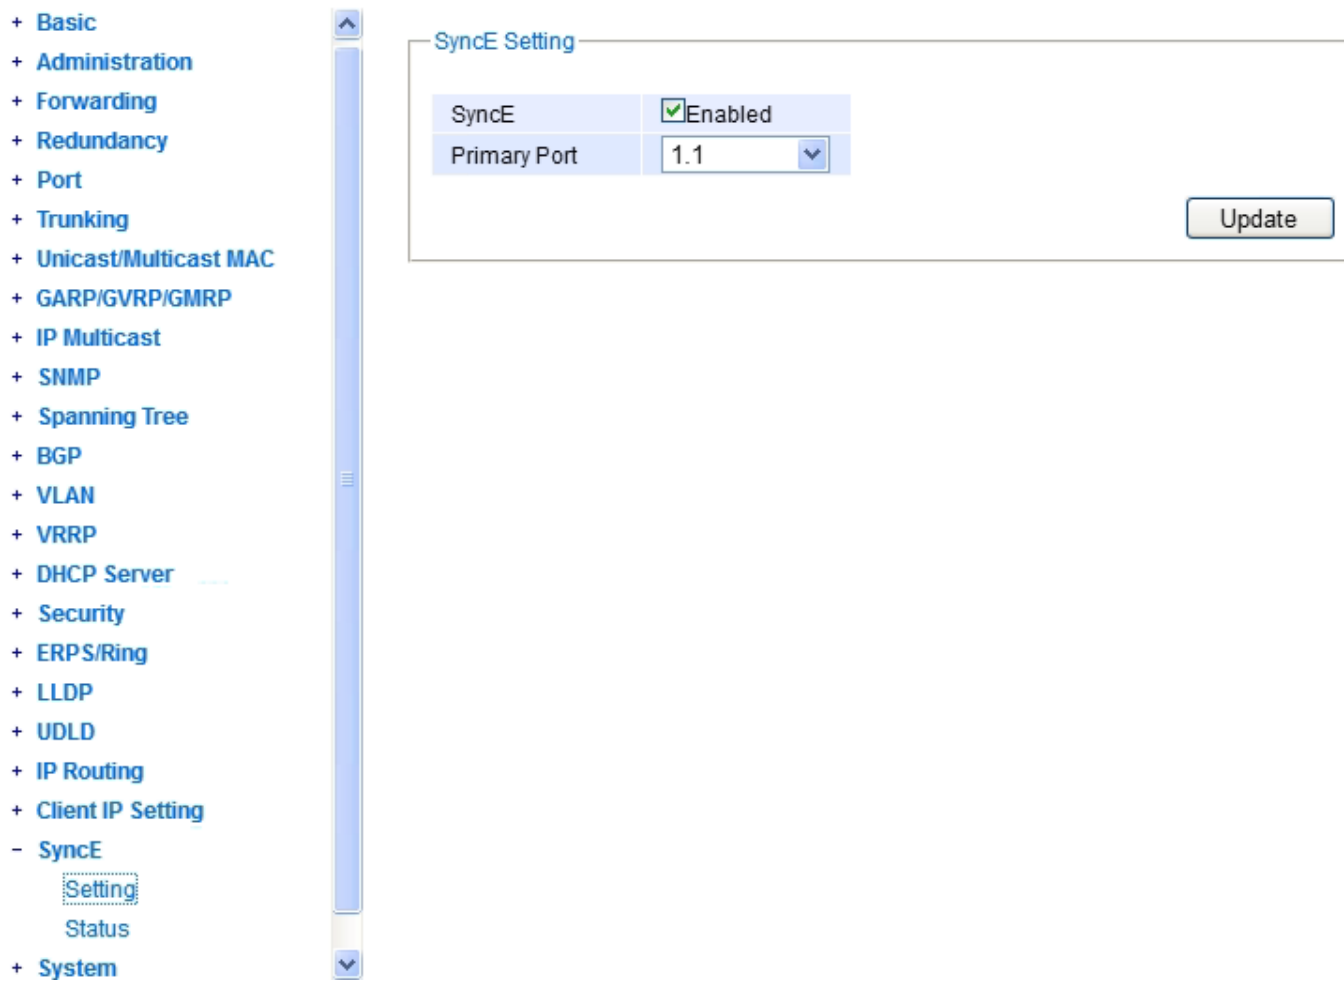 + Basic
+ Administration
+ Forwarding
+ Redundancy
+ Port
+ Trunking
+ Unicast/Multicast MAC
+ GARP/GVRP/GMRP
+ IP Multicast
+ SNMP
+ Spanning Tree
+ BGP
+ VLAN
+ VRRP
+ DHCP Server
+ Security
+ ERPS/Ring
+ LLDP
+ UDLD
+ IP Routing
+ Client IP Setting
- SyncE
Setting
Status
+ System
SyncE Setting
SyncE Enabled
Primary Port 1.1
Update